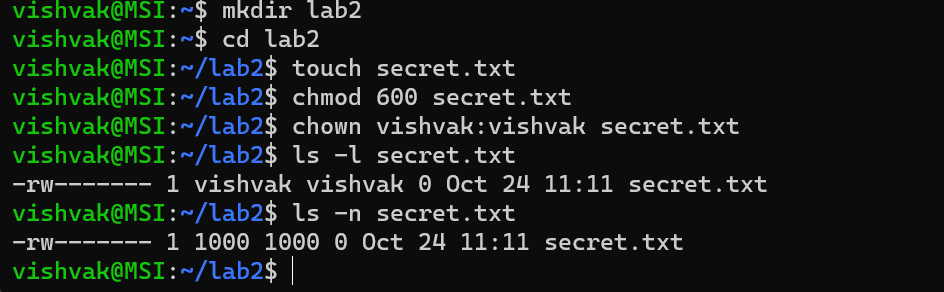 vishvak@MSI:~$ mkdir lab2
vishvak@MSI:~$ cd lab2
vishvak@MSI:~/lab2$ touch secret.txt
vishvak@MSI:~/lab2$ chmod 600 secret.txt
vishvak@MSI:~/lab2$ chown vishvak:vishvak secret.txt
vishvak@MSI:~/lab2$ ls -l secret.txt
-rw------- 1 vishvak vishvak 0 Oct 24 11:11 secret.txt
vishvak@MSI:~/lab2$ ls -n secret.txt
-rw------- 1 1000 1000 0 Oct 24 11:11 secret.txt
vishvak@MSI:~/lab2$